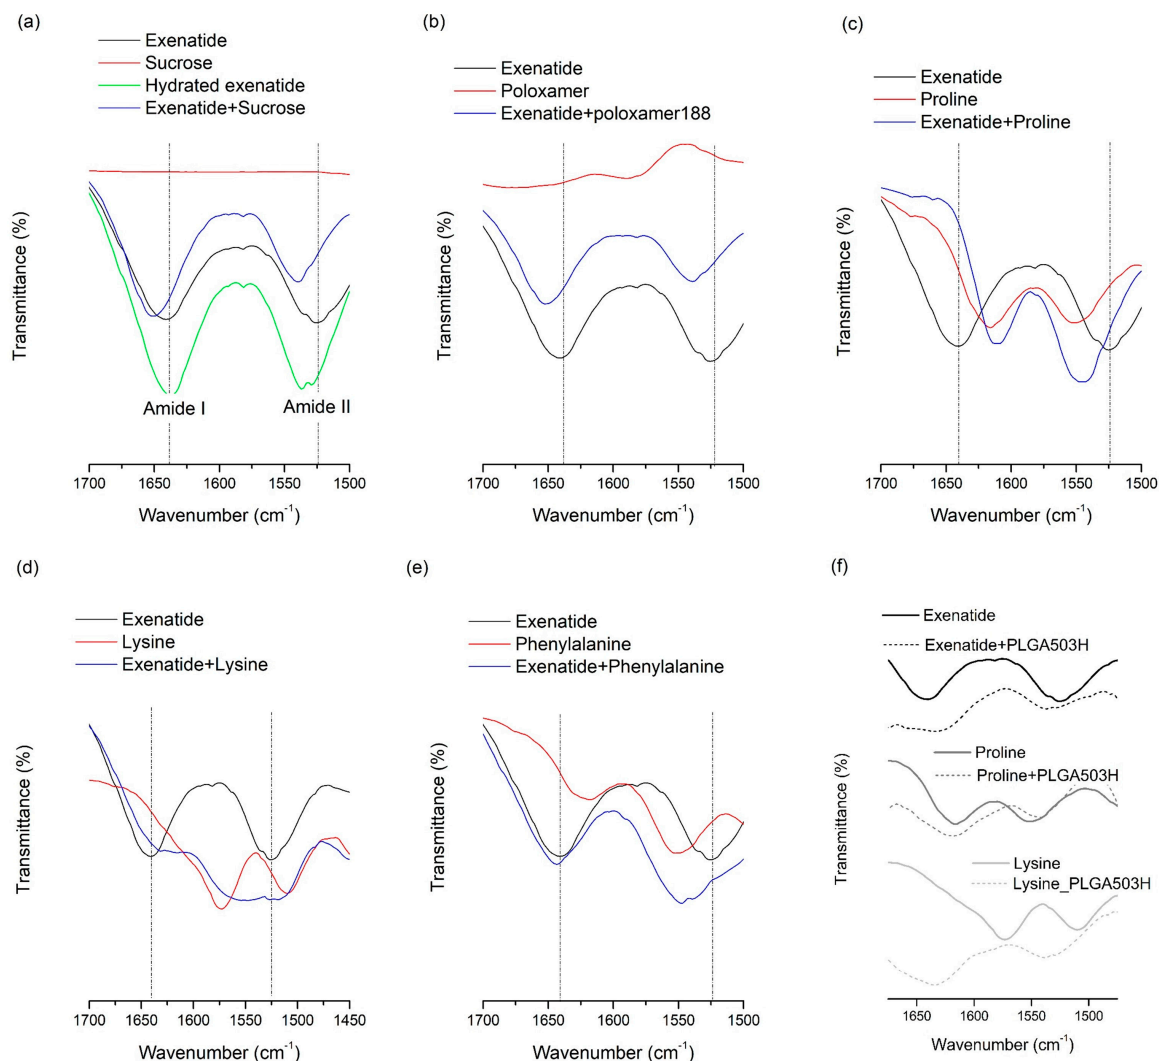 (a)
Exenatide
Sucrose
Hydrated exenatide
Exenatide+Sucrose
Transmittance (%)
Amide I
Amide II
1700 1650 1600 1550 1500
Wavenumber (cm⁻¹)
(b)
Exenatide
Poloxamer
Exenatide+poloxamer188
Transmittance (%)
1700 1650 1600 1550 1500
Wavenumber (cm⁻¹)
(c)
Exenatide
Proline
Exenatide+Proline
Transmittance (%)
1700 1650 1600 1550 1500
Wavenumber (cm⁻¹)
(d)
Exenatide
Lysine
Exenatide+Lysine
Transmittance (%)
1700 1650 1600 1550 1500 1450
Wavenumber (cm⁻¹)
(e)
Exenatide
Phenylalanine
Exenatide+Phenylalanine
Transmittance (%)
1700 1650 1600 1550 1500
Wavenumber (cm⁻¹)
(f)
Exenatide
Exenatide+PLGA503H
Proline
Proline+PLGA503H
Lysine
Lysine_PLGA503H
Transmittance (%)
1650 1600 1550 1500
Wavenumber (cm⁻¹)